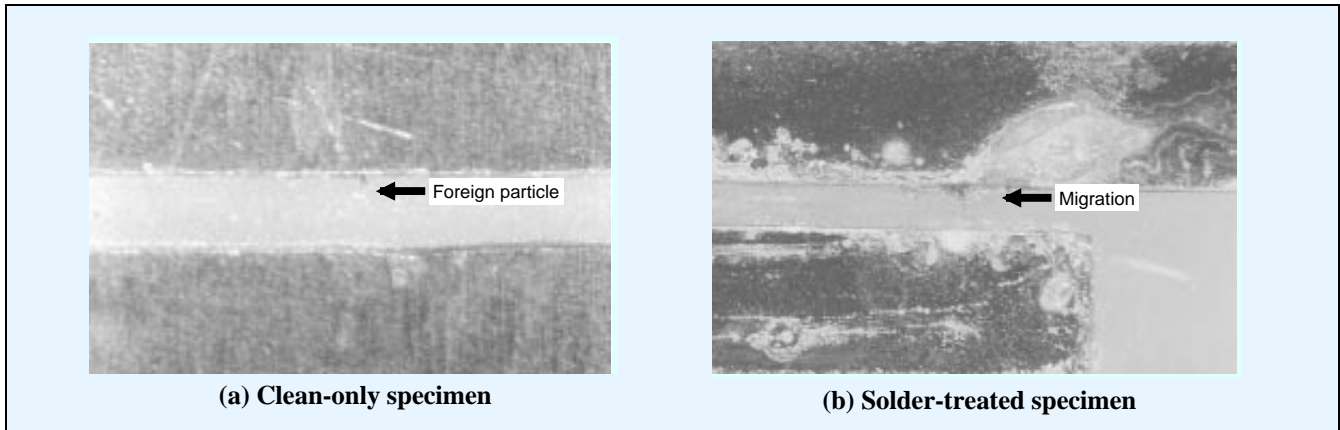 Foreign particle
Migration
(a) Clean-only specimen
(b) Solder-treated specimen